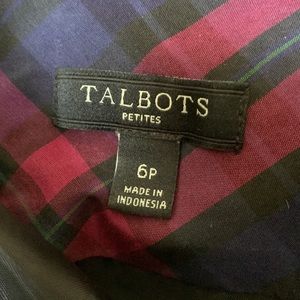 TALBOTS
PETITES
6P
MADE IN
INDONESIA